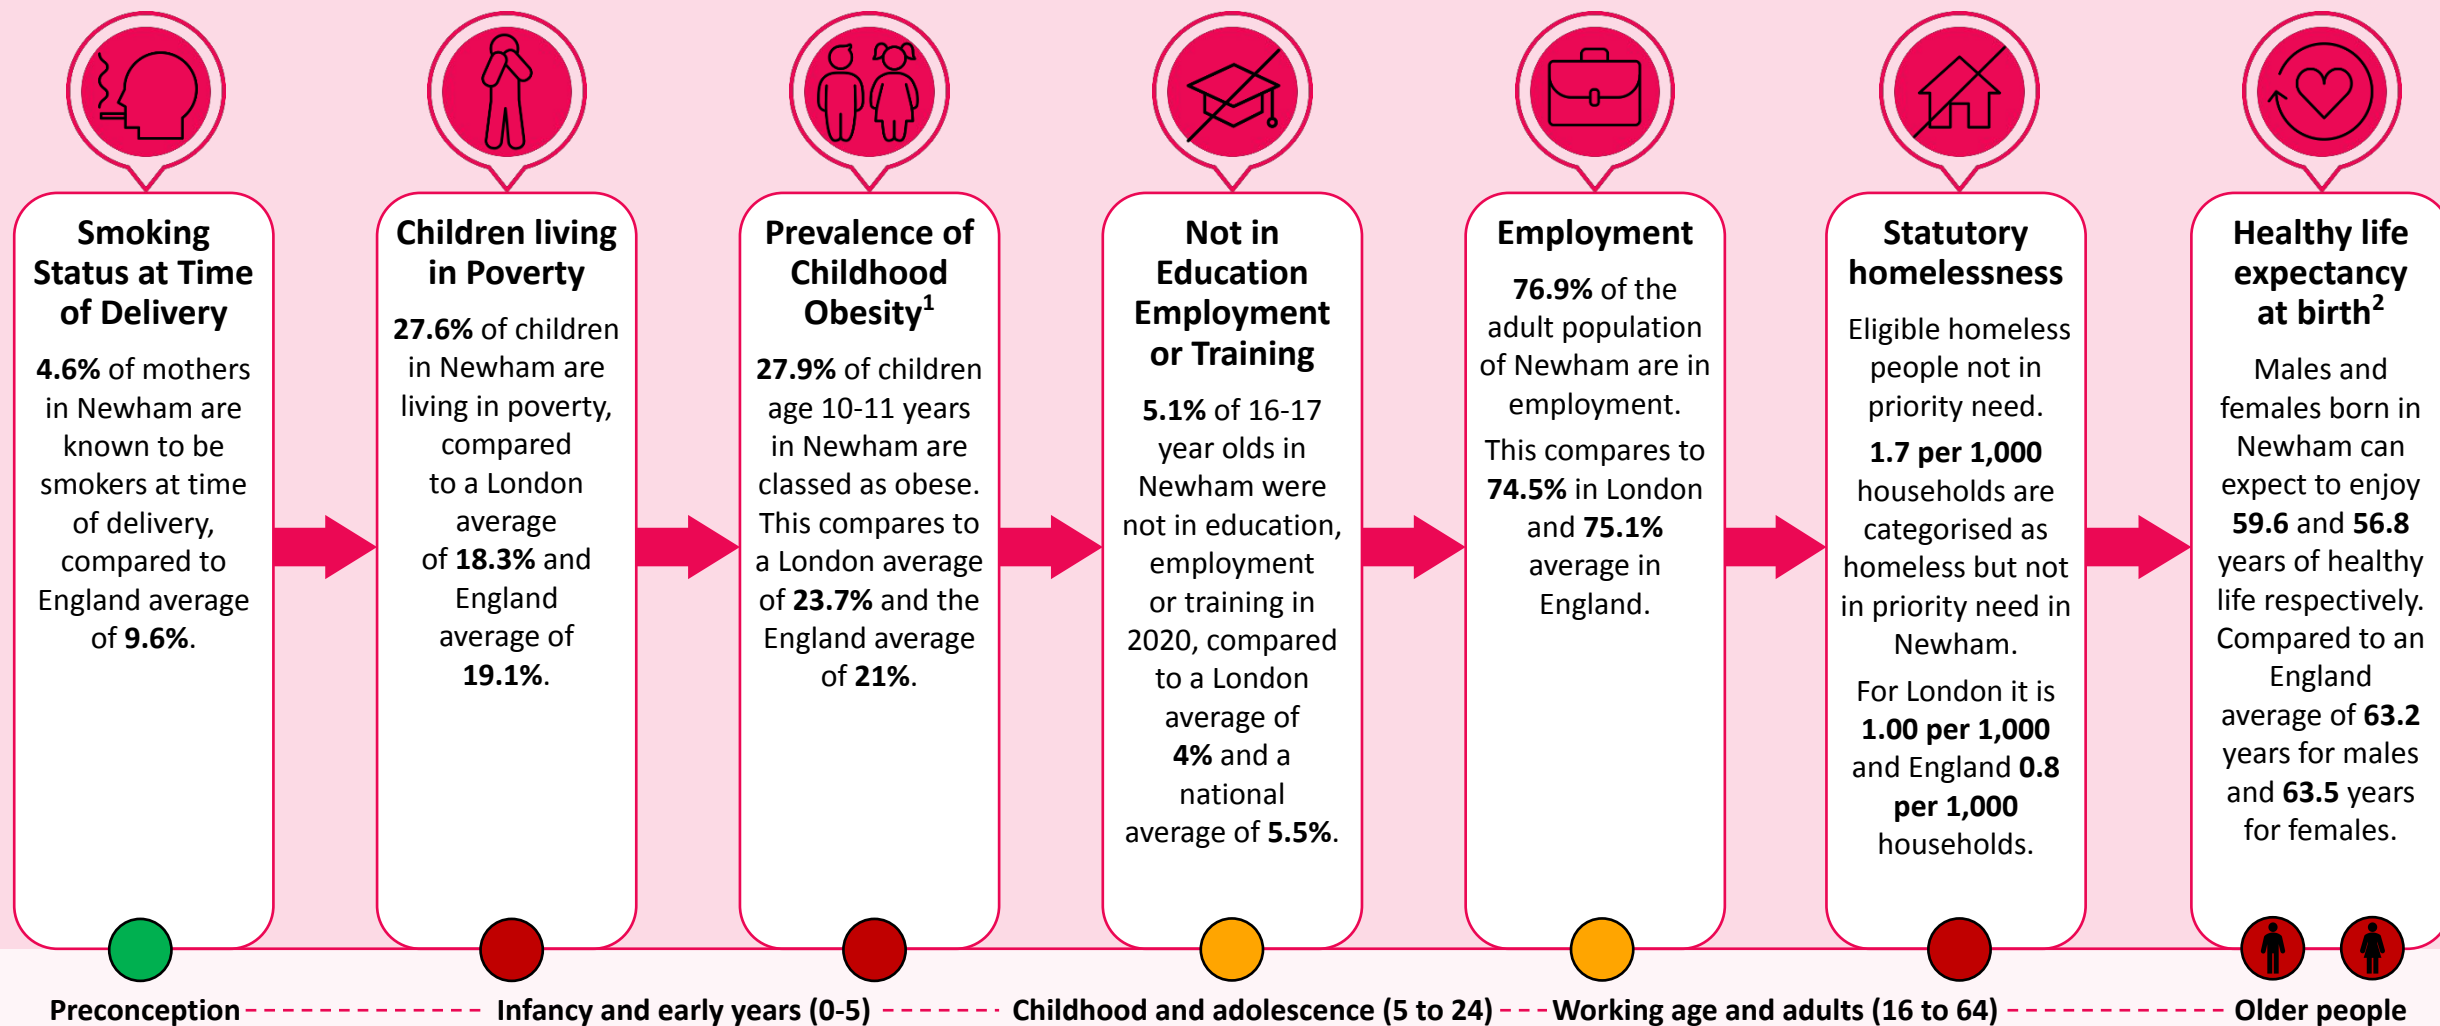 Smoking
Status at Time
of Delivery
4.6% of mothers
in Newham are
known to be
smokers at time
of delivery,
compared to
England average
of 9.6%.
Children living
in Poverty
27.6% of children
in Newham are
living in poverty,
compared
to a London
average
of 18.3% and
England
average of
19.1%.
Prevalence of
Childhood
Obesity1
27.9% of children
age 10-11 years
in Newham are
classed as obese.
This compares to
a London average
of 23.7% and the
England average
of 21%.
Not in
Education
Employment
or Training
5.1% of 16-17
year olds in
Newham were
not in education,
employment
or training in
2020, compared
to a London
average of
4% and a
national
average of 5.5%.
Employment
76.9% of the
adult population
of Newham are in
employment.
This compares to
74.5% in London
and 75.1%
average in
England.
Statutory
homelessness
Eligible homeless
people not in
priority need.
1.7 per 1,000
households are
categorised as
homeless but not
in priority need in
Newham.
For London it is
1.00 per 1,000
and England 0.8
per 1,000
households.
Healthy life
expectancy
at birth2
Males and
females born in
Newham can
expect to enjoy
59.6 and 56.8
years of healthy
life respectively.
Compared to an
England
average of 63.2
years for males
and 63.5 years
for females.
Preconception
Infancy and early years (0-5)
Childhood and adolescence (5 to 24)
Working age and adults (16 to 64)
Older people